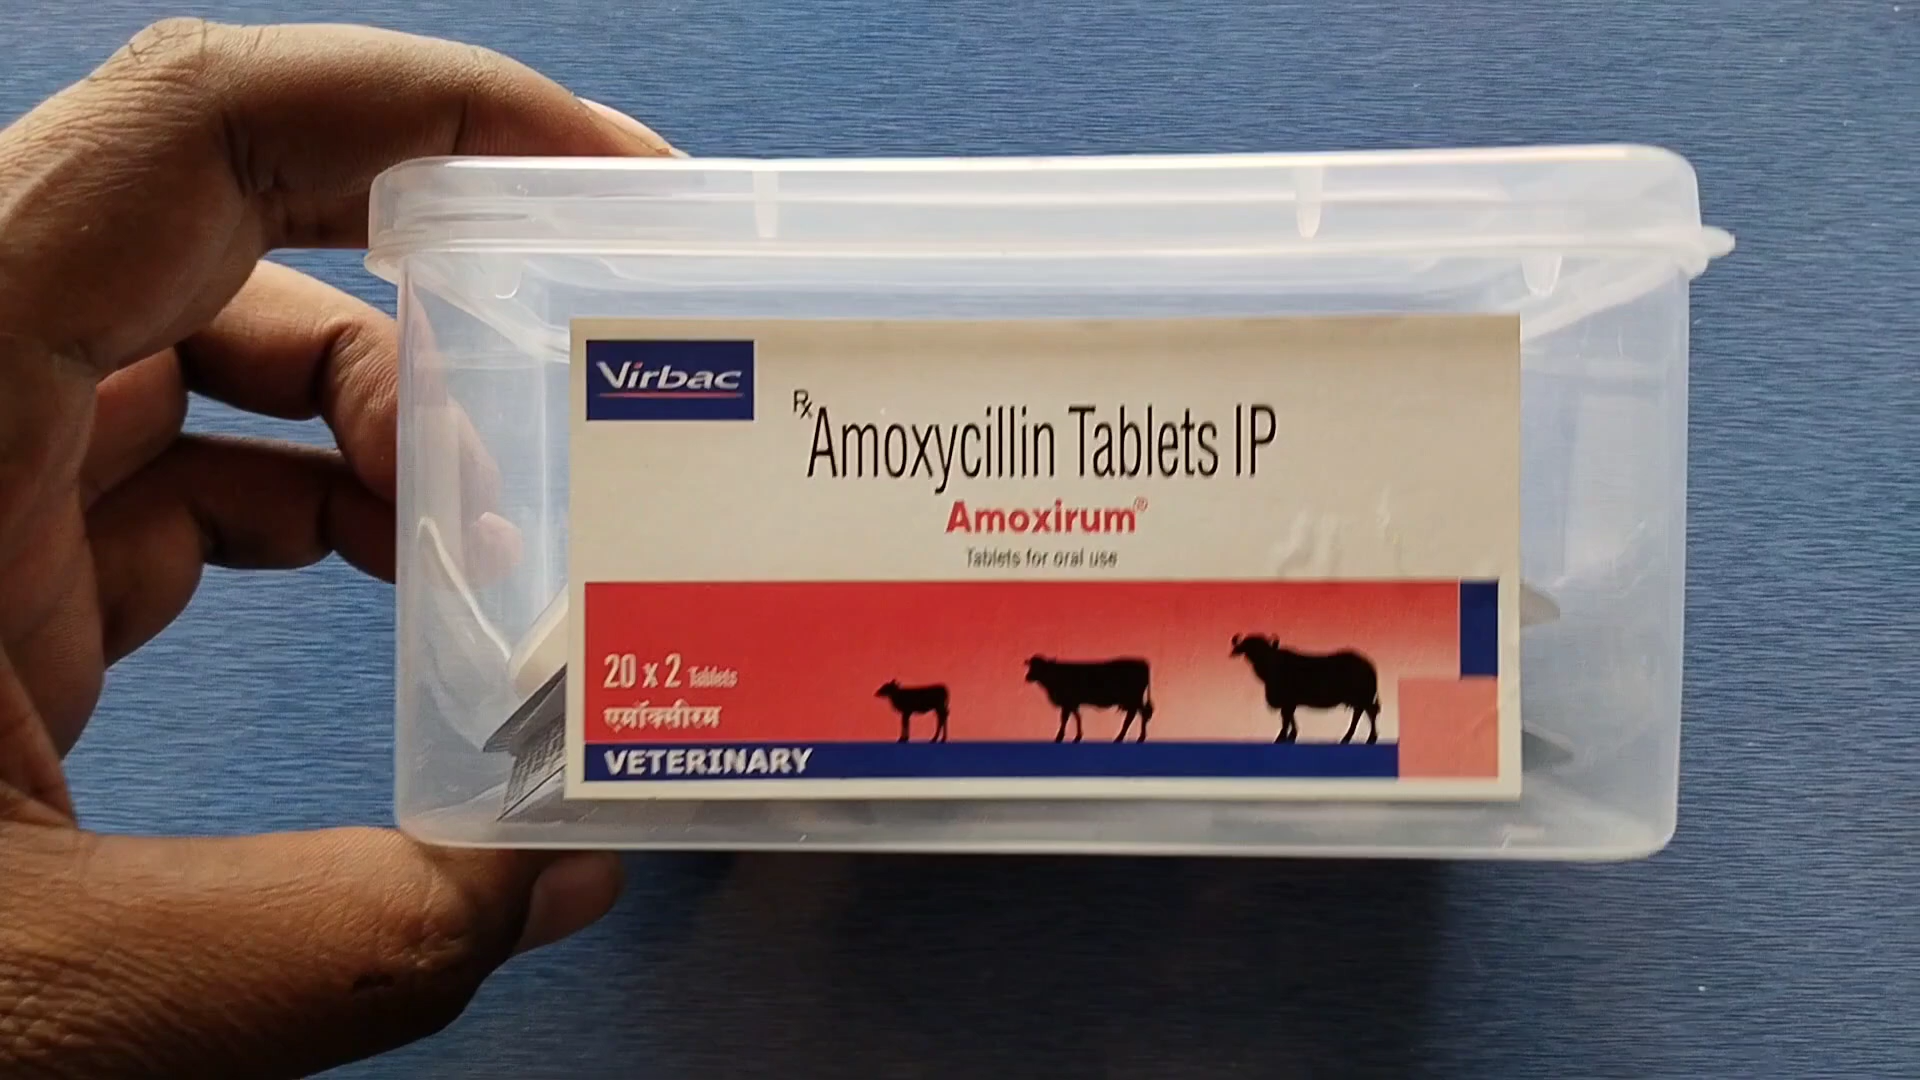 Virbac
Rx
Amoxycillin Tablets IP
Amoxirum®
Tablets for oral use
20 x 2 Tablets
एमॉक्सीरम
VETERINARY